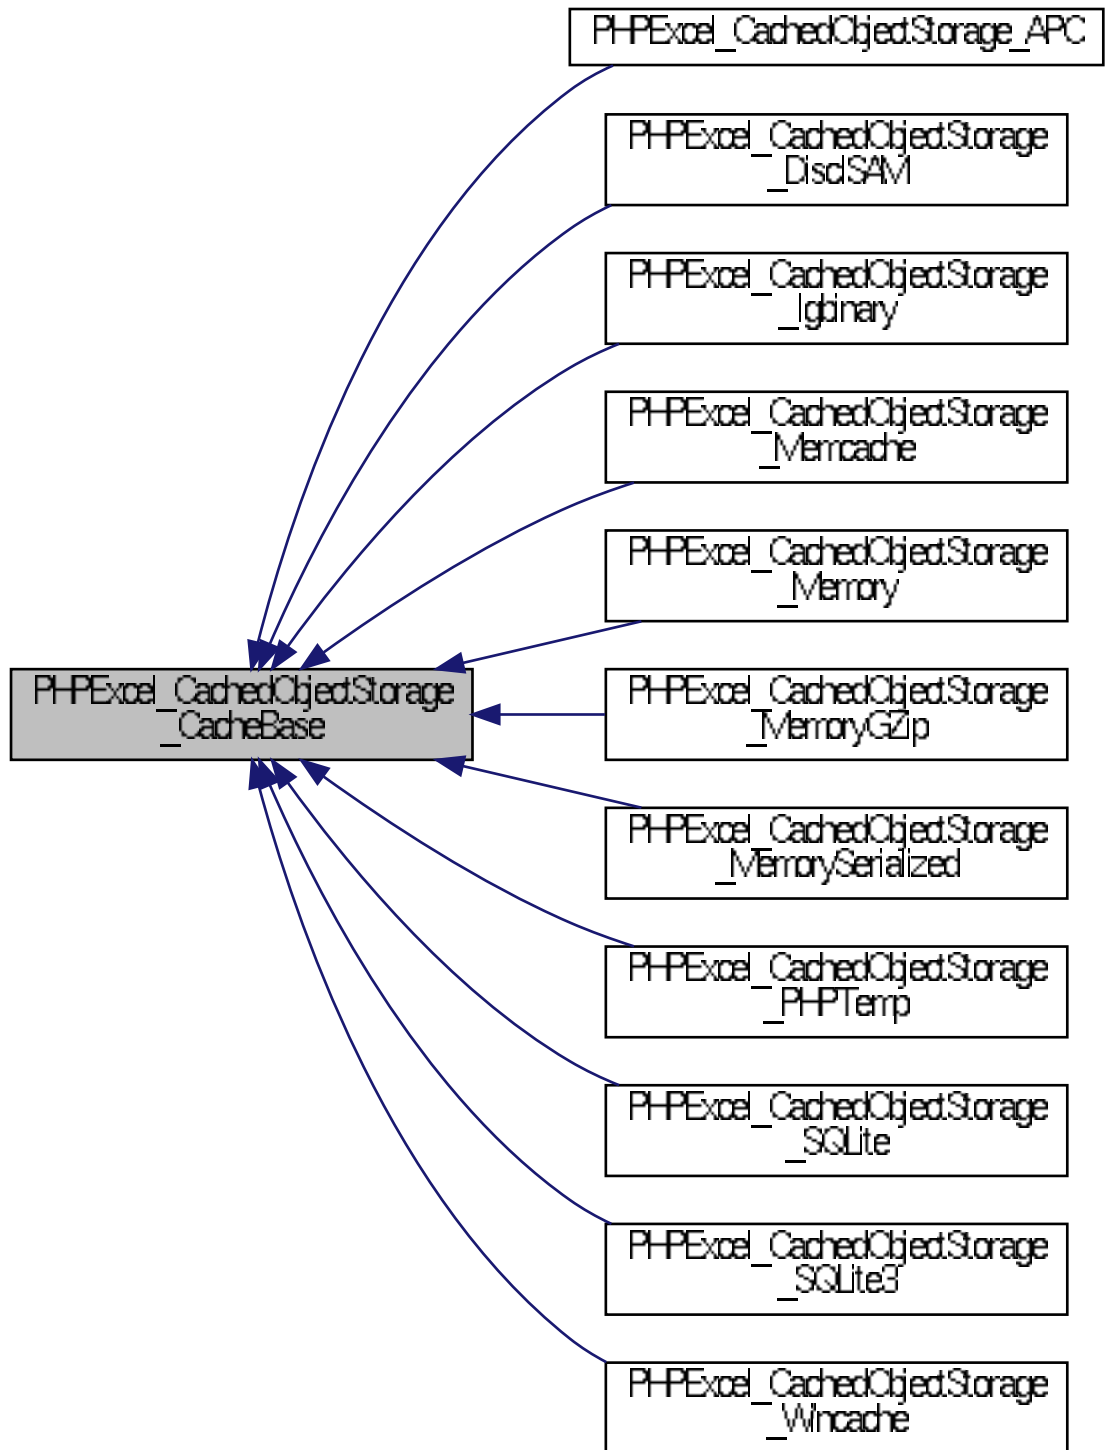 PHPExcel_CachedObjectStorage_APC
PHPExcel_CachedObjectStorage
_DiscISAM
PHPExcel_CachedObjectStorage
_Igbinary
PHPExcel_CachedObjectStorage
_Memcache
PHPExcel_CachedObjectStorage
_Memory
PHPExcel_CachedObjectStorage
_CacheBase
PHPExcel_CachedObjectStorage
_MemoryGZip
PHPExcel_CachedObjectStorage
_MemorySerialized
PHPExcel_CachedObjectStorage
_PHPTemp
PHPExcel_CachedObjectStorage
_SQLite
PHPExcel_CachedObjectStorage
_SQLite3
PHPExcel_CachedObjectStorage
_Wincache